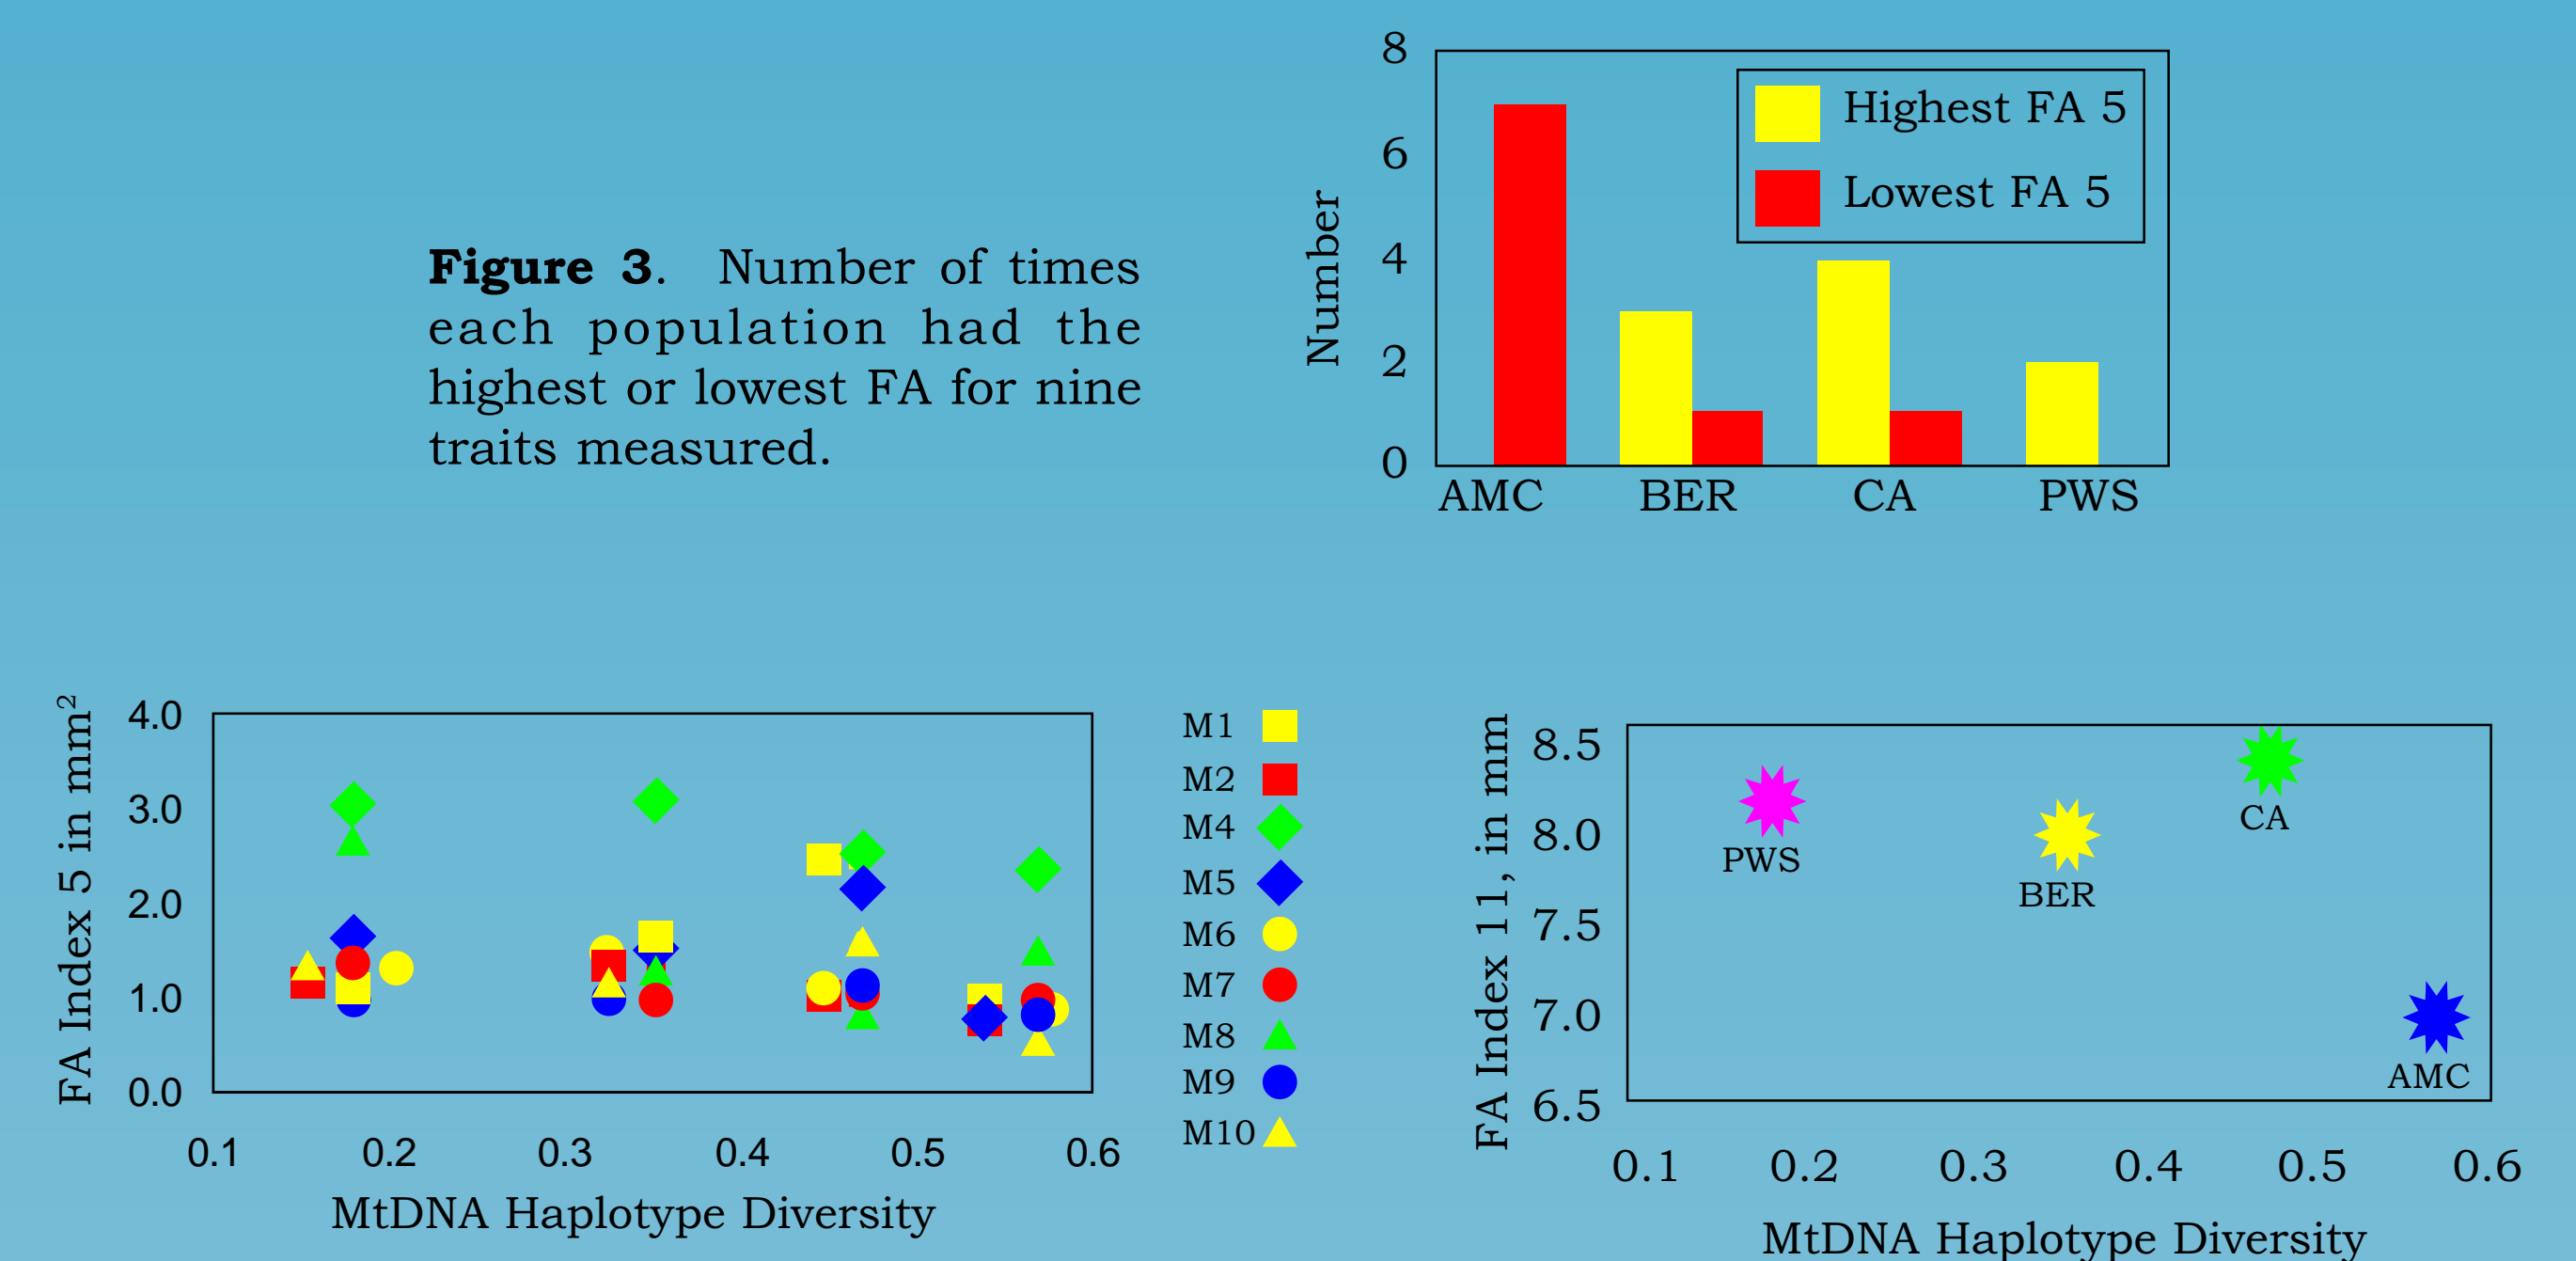 Figure 3. Number of times
each population had the
highest or lowest FA for nine
traits measured.
Number
8
6
4
2
0
Highest FA 5
Lowest FA 5
AMC BER CA PWS
FA Index 5 in mm²
4.0
3.0
2.0
1.0
0.0
0.1 0.2 0.3 0.4 0.5 0.6
MtDNA Haplotype Diversity
M1
M2
M4
M5
M6
M7
M8
M9
M10
FA Index 11, in mm
8.5
8.0
7.5
7.0
6.5
PWS
BER
CA
AMC
0.1 0.2 0.3 0.4 0.5 0.6
MtDNA Haplotype Diversity